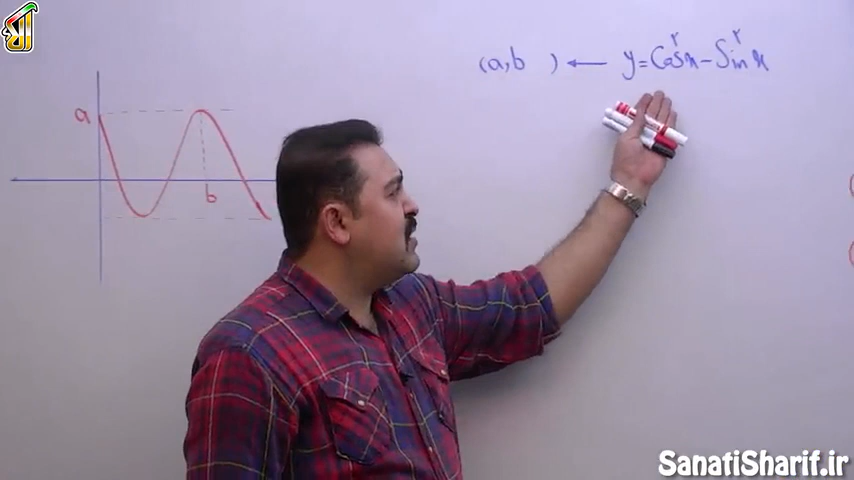 (a,b ) ← y = Cos²x - Sin²x
a
b
SanatiSharif.ir